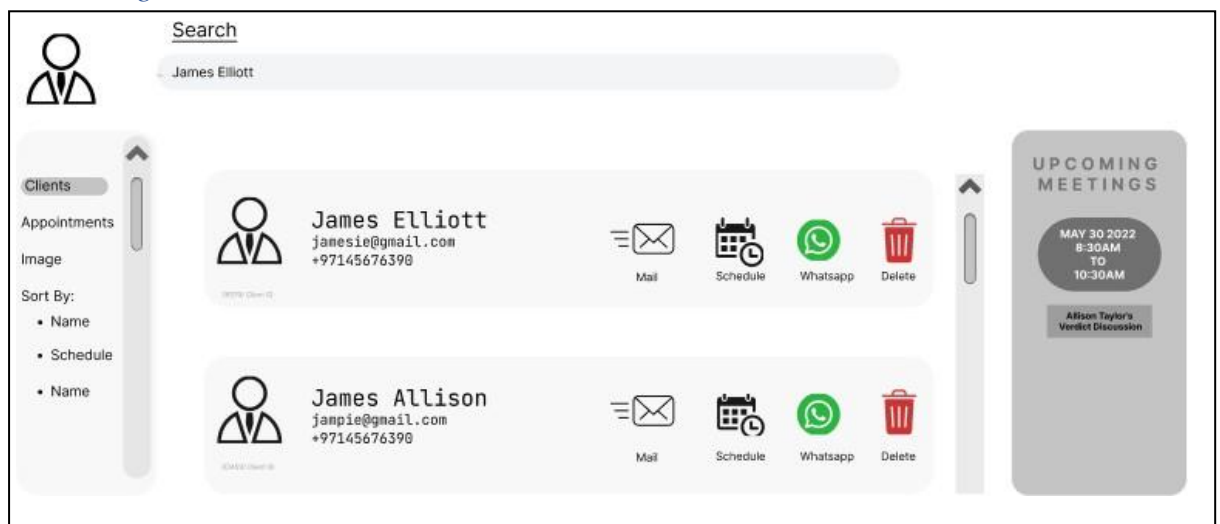 Search
James Elliott
Clients
Appointments
Image
Sort By:
• Name
• Schedule
• Name
James Elliott
jamesie@gmail.com
+97145676390
Mail
Schedule
Whatsapp
Delete
James Allison
jampie@gmail.com
+97145676390
Mail
Schedule
Whatsapp
Delete
UPCOMING
MEETINGS
MAY 30 2022
8:30AM
TO
10:30AM
Allison Taylor's
Verdict Discussion